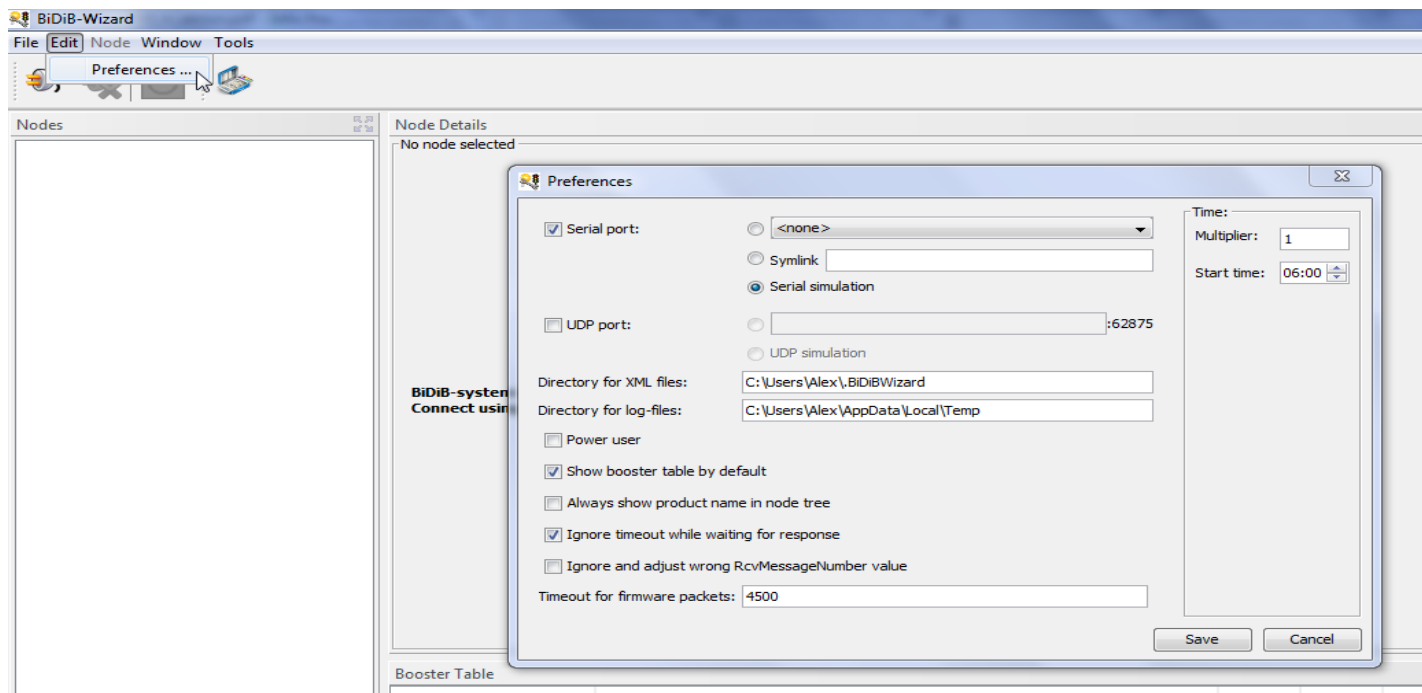 BiDiB-Wizard
File Edit Node Window Tools
Preferences ...
Nodes
Node Details
No node selected
BiDiB-system
Connect usin
Preferences
Serial port:
<none>
Symlink
Serial simulation
UDP port:
:62875
UDP simulation
Directory for XML files: C:\Users\Alex\.BiDiBWizard
Directory for log-files: C:\Users\Alex\AppData\Local\Temp
Power user
Show booster table by default
Always show product name in node tree
Ignore timeout while waiting for response
Ignore and adjust wrong RcvMessageNumber value
Timeout for firmware packets: 4500
Time:
Multiplier: 1
Start time: 06:00
Save Cancel
Booster Table